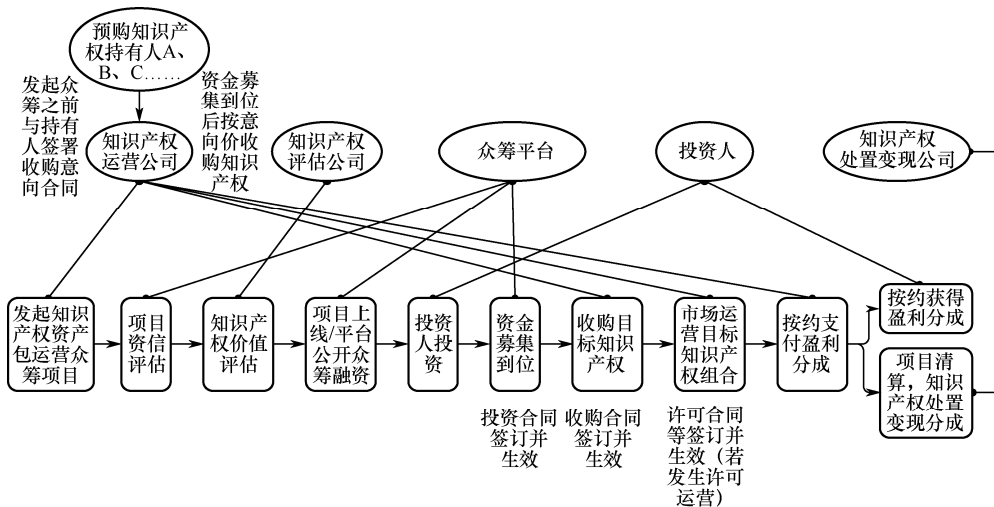 预购知识产
权持有人A、
B、C……
发起众
筹之前
与持有
人签署
收购意
向合同
资金募
集到位
后按意
向价收
购知识
产权
知识产权
运营公司
知识产权
评估公司
众筹平台
投资人
知识产权
处置变现公司
发起知识
产权资产
包运营众
筹项目
项目
资信
评估
知识产
权价值
评估
项目上
线/平台
公开众
筹融资
投资
人投
资
资金
募集
到位
收购目
标知识
产权
市场运
营目标
知识产
权组合
按约支
付盈利
分成
按约获得
盈利分成
项目清
算，知识
产权处置
变现分成
投资合同
签订并
生效
收购合同
签订并
生效
许可合同
等签订并
生效（若
发生许可
运营）